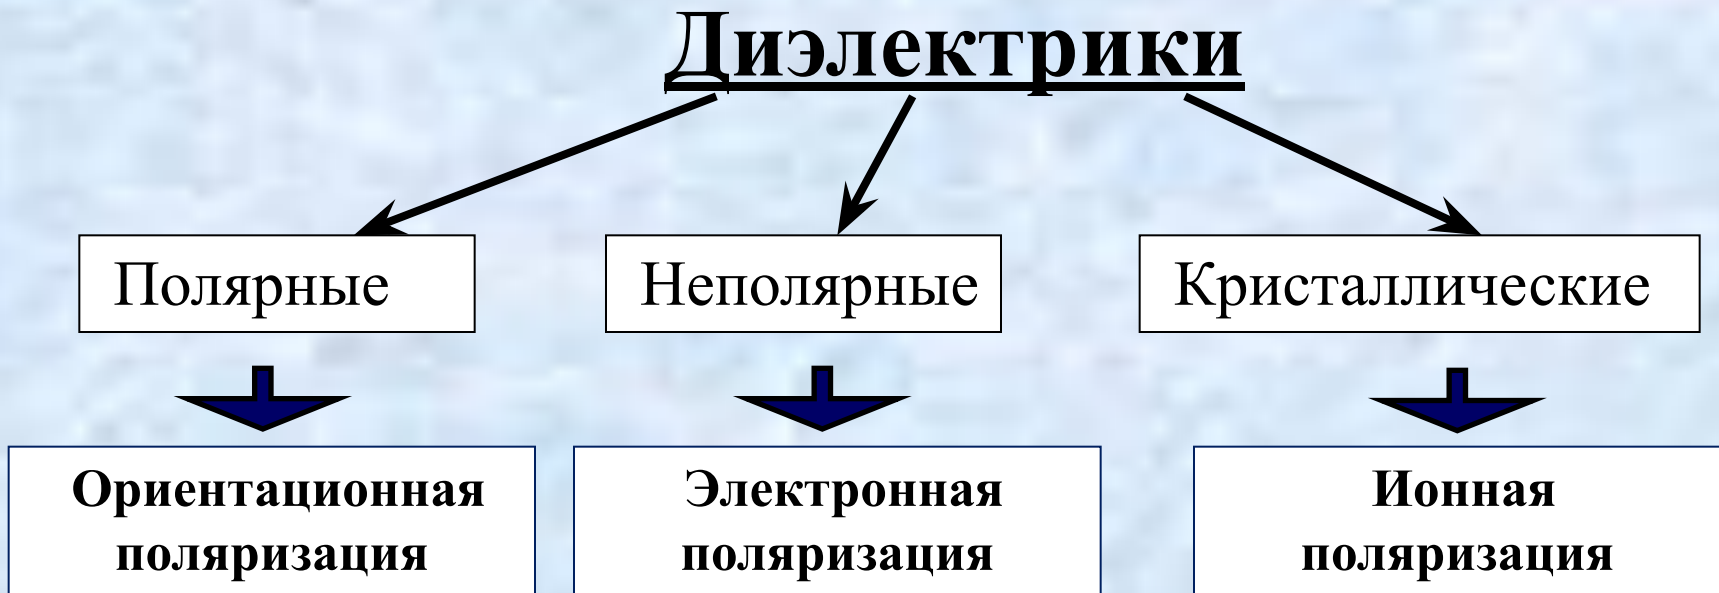 Диэлектрики
Полярные
Неполярные
Кристаллические
Ориентационная
поляризация
Электронная
поляризация
Ионная
поляризация